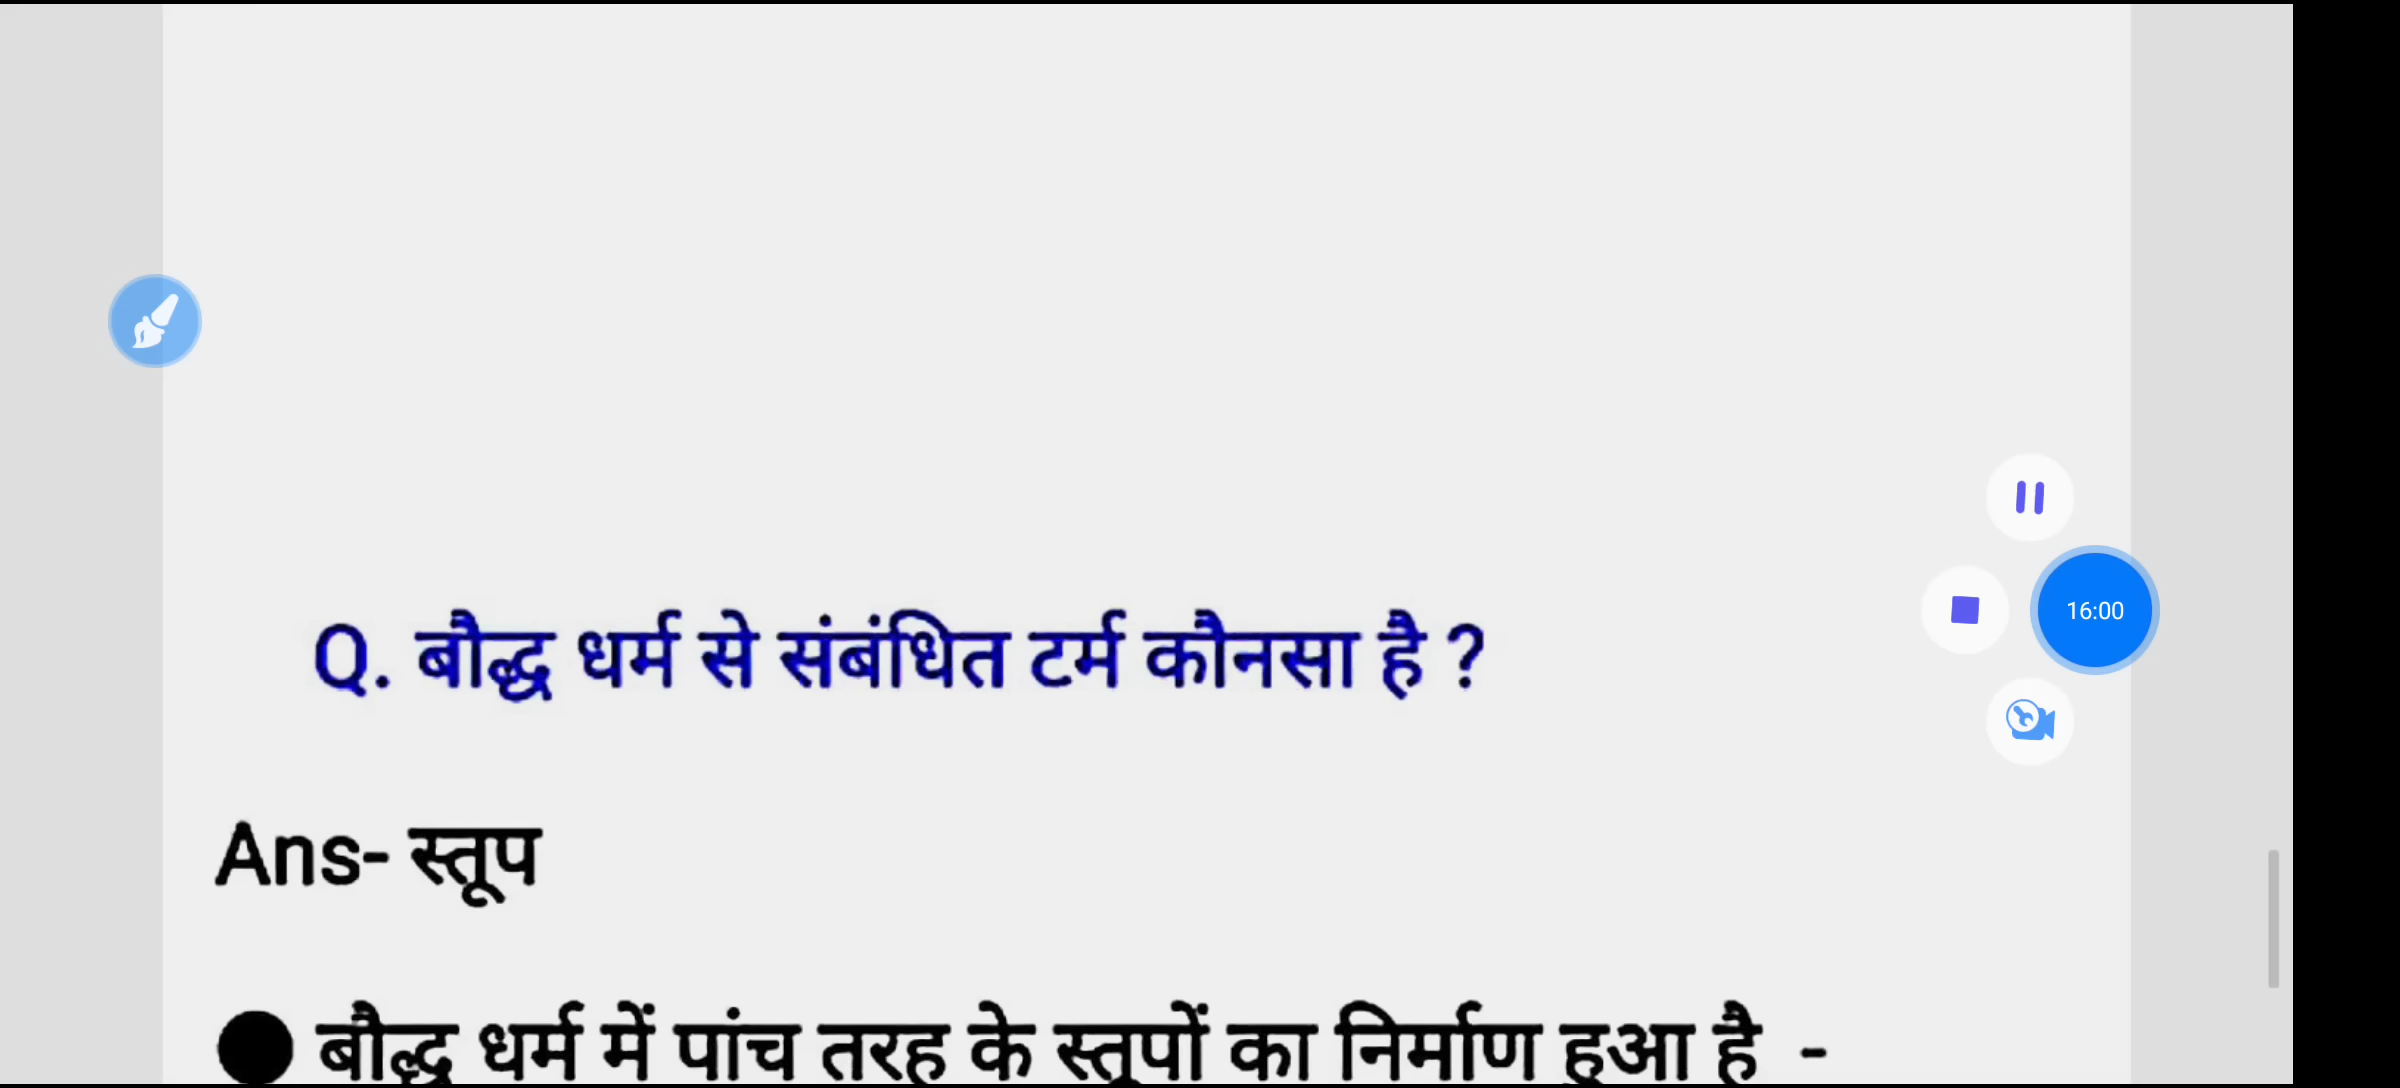 Q. बौद्ध धर्म से संबंधित टर्म कौनसा है ?
16:00
Ans- स्तूप
● बौद्ध धर्म में पांच तरह के स्तूपों का निर्माण हुआ है -